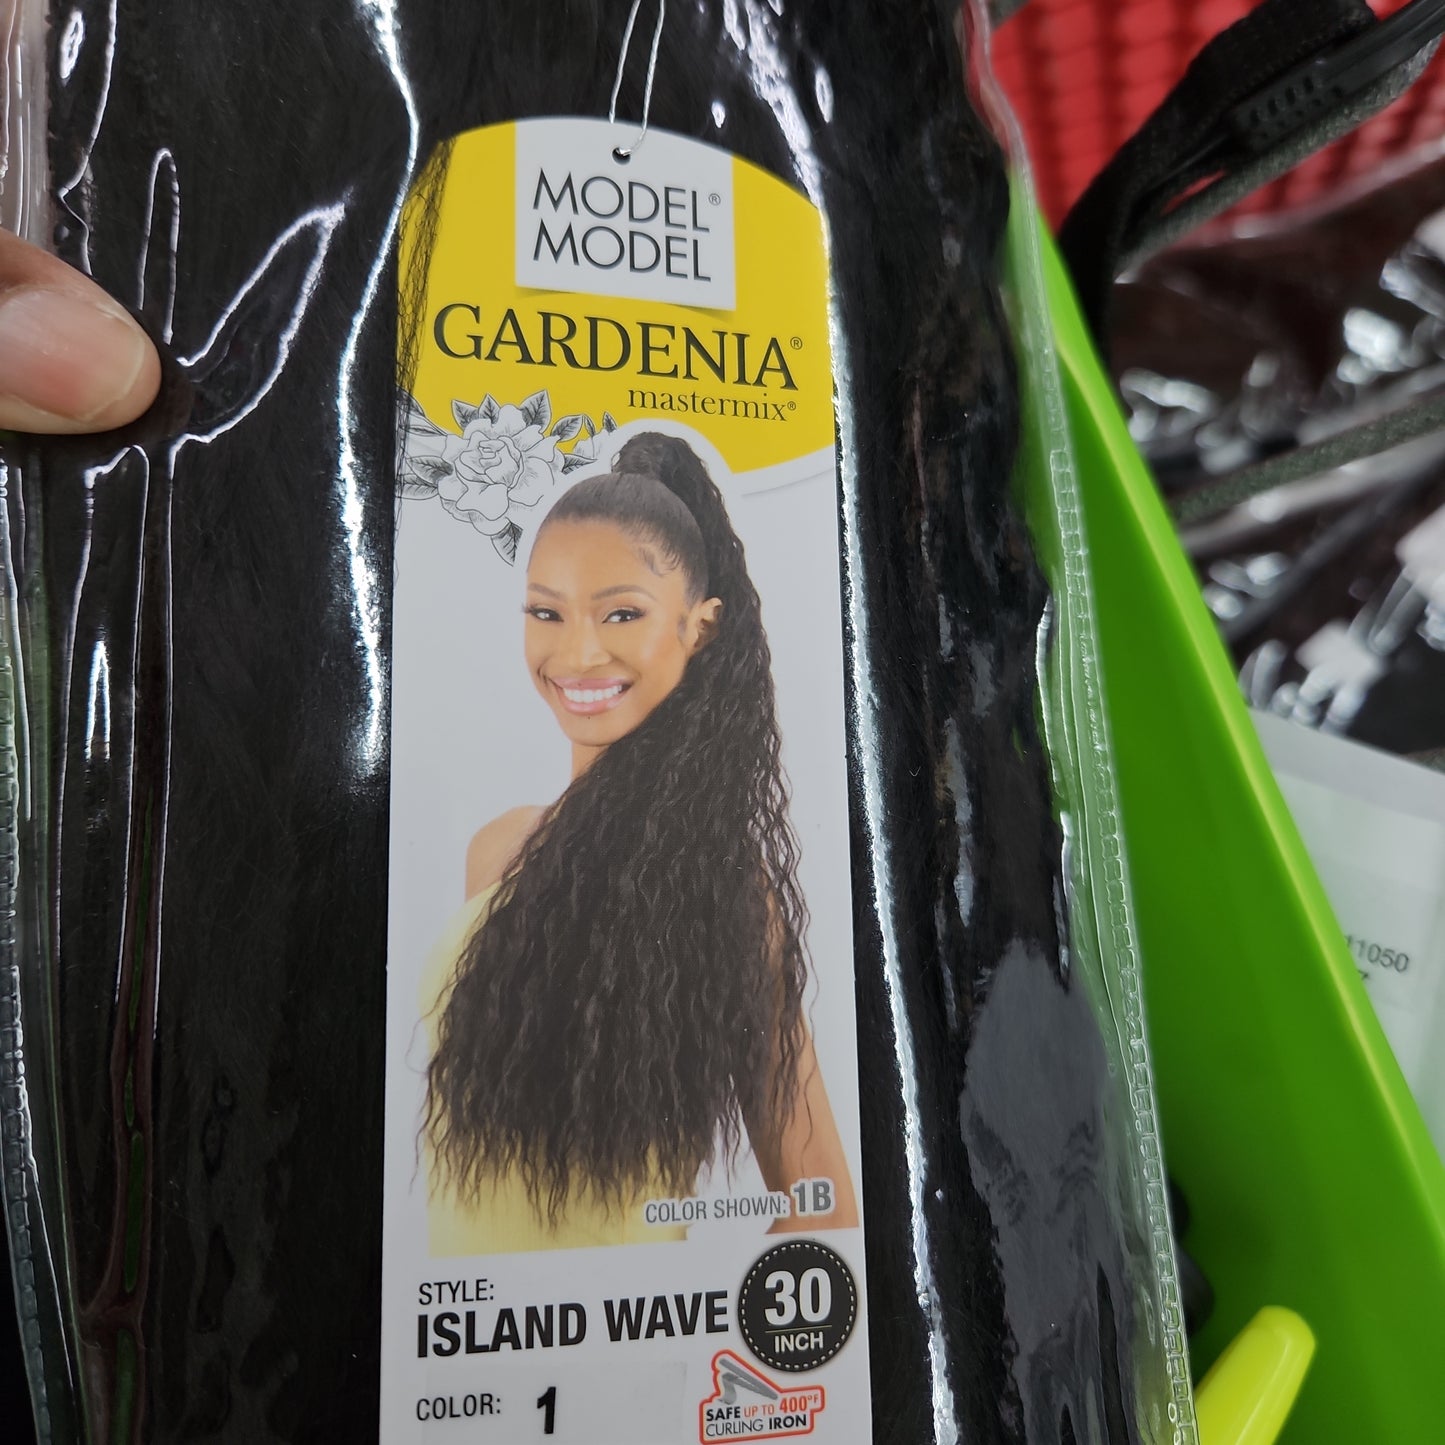 MODEL®
MODEL
GARDENIA®
mastermix®
COLOR SHOWN: 1B
STYLE:
ISLAND WAVE
30
INCH
COLOR: 1
SAFE UP TO 400°F
CURLING IRON
11050